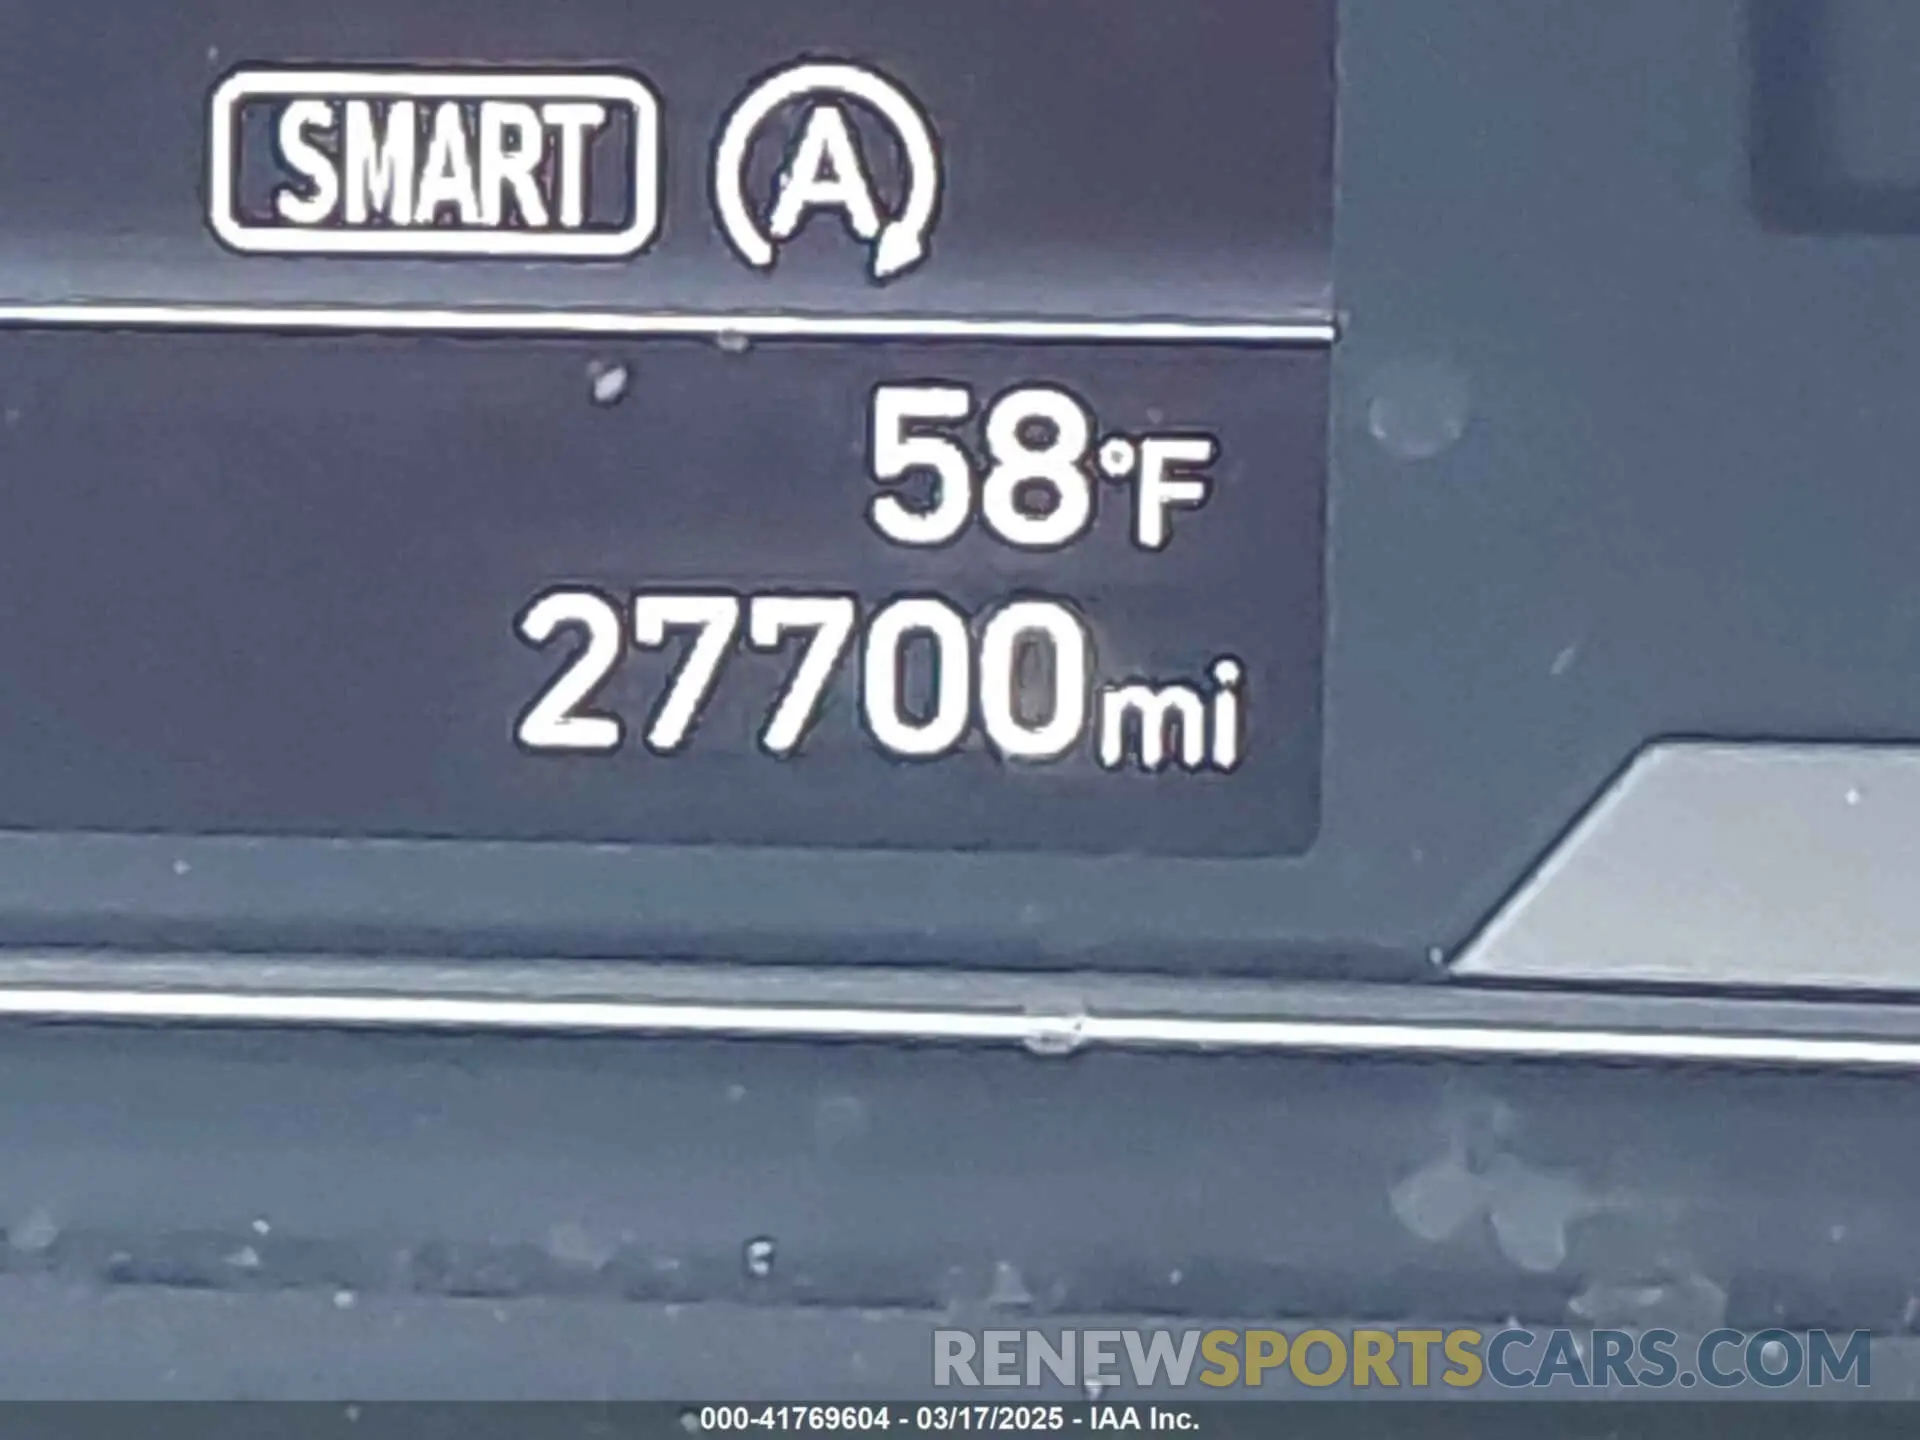 SMART A
58°F
27700mi
RENEWSPORTSCARS.COM
000-41769604 - 03/17/2025 - IAA Inc.